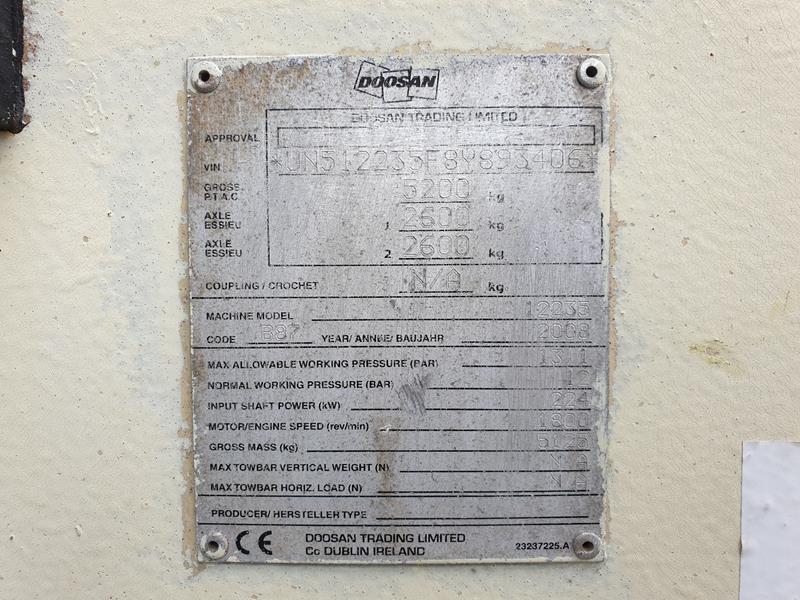 DOOSAN
DOOSAN TRADING LIMITED
APPROVAL
VIN *UN512235F8Y893406*
GROSS. P.T.A.C 5200 kg
AXLE ESSIEU 1 2600 kg
AXLE ESSIEU 2 2600 kg
COUPLING / CROCHET N/A kg
MACHINE MODEL 12235
CODE YEAR/ ANNEE/ BAUJAHR 2008
MAX ALLOWABLE WORKING PRESSURE (BAR)
NORMAL WORKING PRESSURE (BAR) 12
INPUT SHAFT POWER (kW) 224
MOTOR/ENGINE SPEED (rev/min) 1800
GROSS MASS (kg) 5125
MAX TOWBAR VERTICAL WEIGHT (N) N/A
MAX TOWBAR HORIZ. LOAD (N) N/A
PRODUCER/ HERSTELLER TYPE
CE DOOSAN TRADING LIMITED
Co DUBLIN IRELAND 23237225.A